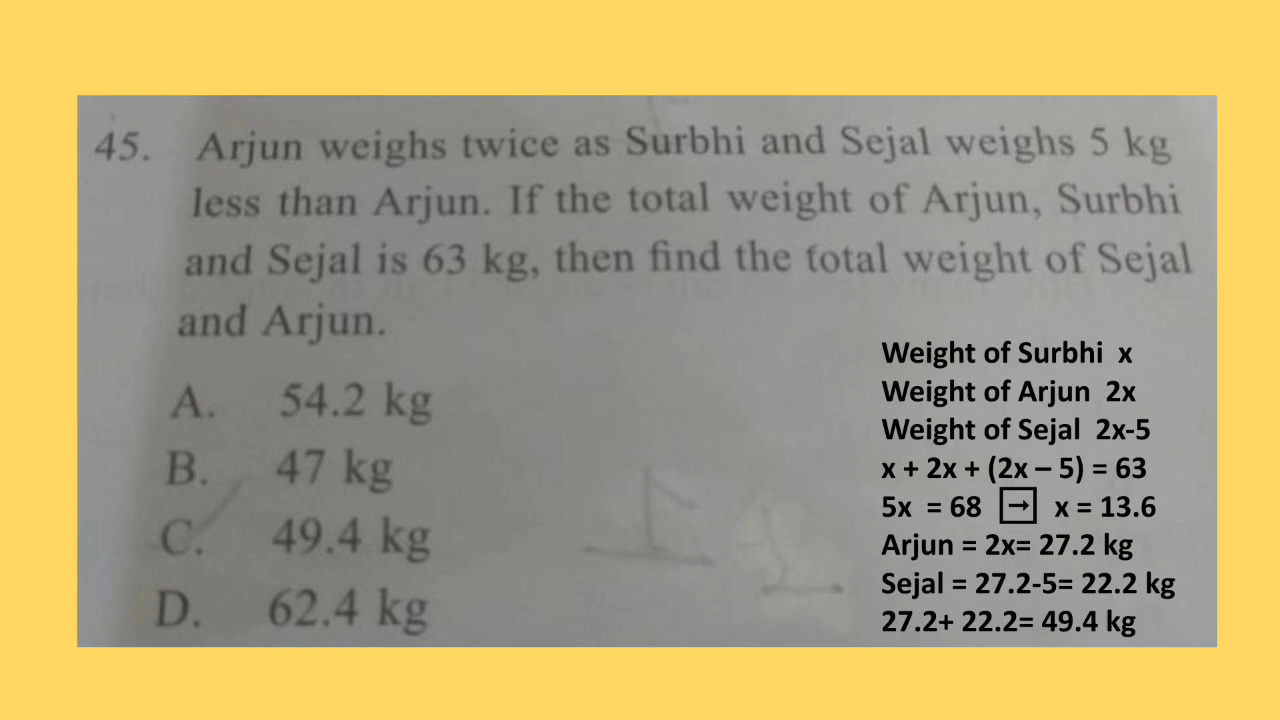 45. Arjun weighs twice as Surbhi and Sejal weighs 5 kg
less than Arjun. If the total weight of Arjun, Surbhi
and Sejal is 63 kg, then find the total weight of Sejal
and Arjun.
A. 54.2 kg
B. 47 kg
C. 49.4 kg
D. 62.4 kg
Weight of Surbhi x
Weight of Arjun 2x
Weight of Sejal 2x-5
x + 2x + (2x – 5) = 63
5x = 68 → x = 13.6
Arjun = 2x= 27.2 kg
Sejal = 27.2-5= 22.2 kg
27.2+ 22.2= 49.4 kg